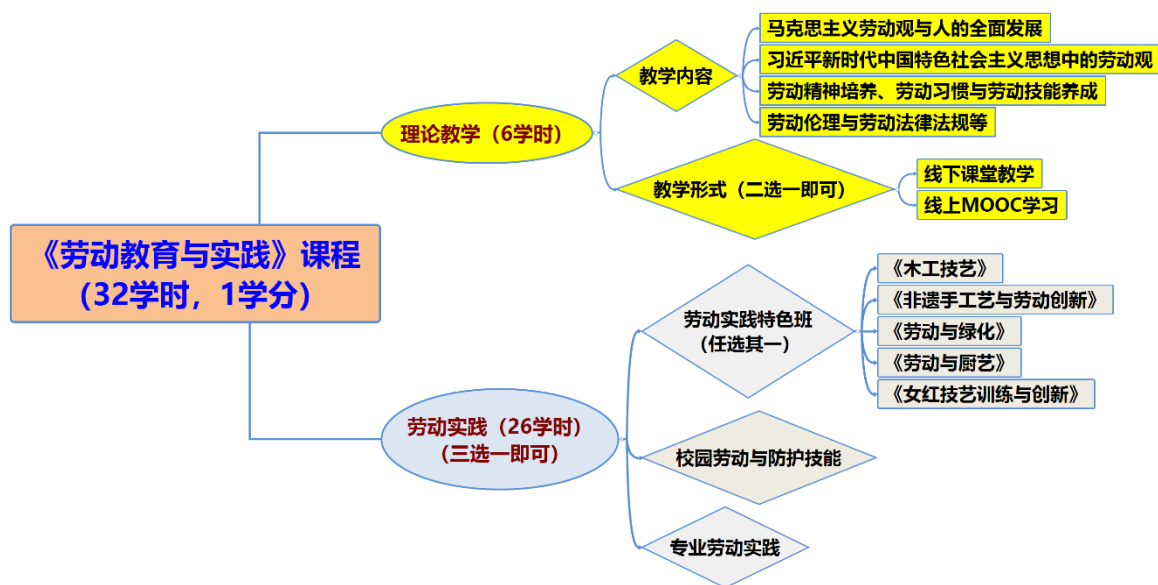 《劳动教育与实践》课程
（32学时，1学分）
理论教学（6学时）
教学内容
马克思主义劳动观与人的全面发展
习近平新时代中国特色社会主义思想中的劳动观
劳动精神培养、劳动习惯与劳动技能养成
劳动伦理与劳动法律法规等
教学形式（二选一即可）
线下课堂教学
线上MOOC学习
劳动实践（26学时）
（三选一即可）
劳动实践特色班
（任选其一）
《木工技艺》
《非遗手工艺与劳动创新》
《劳动与绿化》
《劳动与厨艺》
《女红技艺训练与创新》
校园劳动与防护技能
专业劳动实践